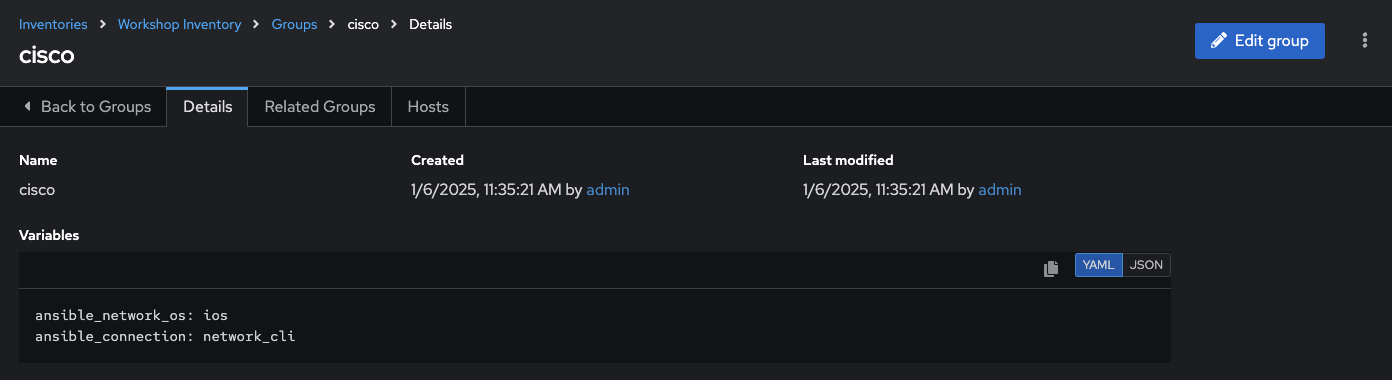 Inventories > Workshop Inventory > Groups > cisco > Details
cisco
Edit group
Back to Groups
Details
Related Groups
Hosts
Name
Created
Last modified
cisco
1/6/2025, 11:35:21 AM by admin
1/6/2025, 11:35:21 AM by admin
Variables
YAML
JSON
ansible_network_os: ios
ansible_connection: network_cli